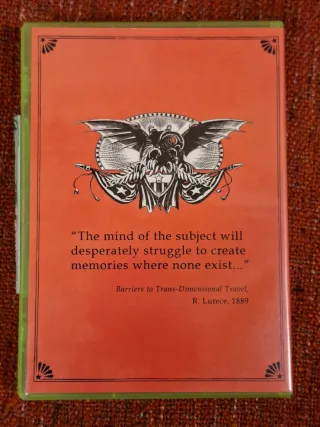 "The mind of the subject will
desperately struggle to create
memories where none exist..."
Barriers to Trans-Dimensional Travel,
R. Lutece, 1889